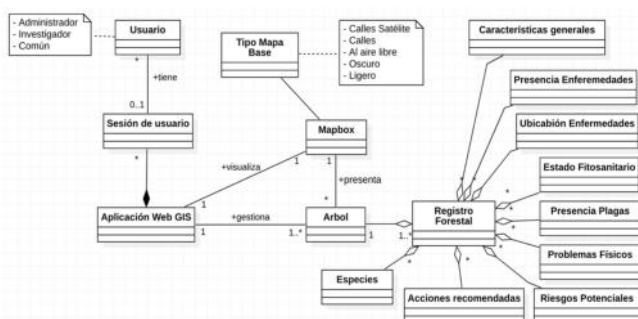 - Administrador
- Investigador
- Común
Usuario
*
+tiene
0..1
Sesión de usuario
*
Aplicación Web GIS
1
1
+visualiza
1
+gestiona
1..*
Tipo Mapa
Base
- Calles Satélite
- Calles
- Al aire libre
- Oscuro
- Ligero
Mapbox
1
+presenta
*
Arbol
1
1..*
Registro
Forestal
Características generales
*
Presencia Enferemedades
*
Ubicabión Enfermedades
*
Estado Fitosanitario
*
Presencia Plagas
*
Problemas Físicos
*
Riesgos Potenciales
*
Acciones recomendadas
*
Especies
*